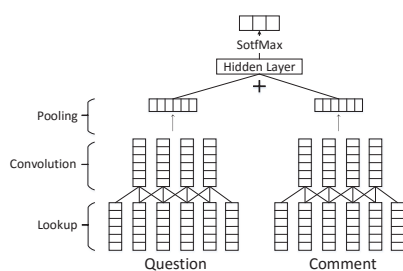 SotfMax
Hidden Layer
+
Pooling
Convolution
Lookup
Question
Comment